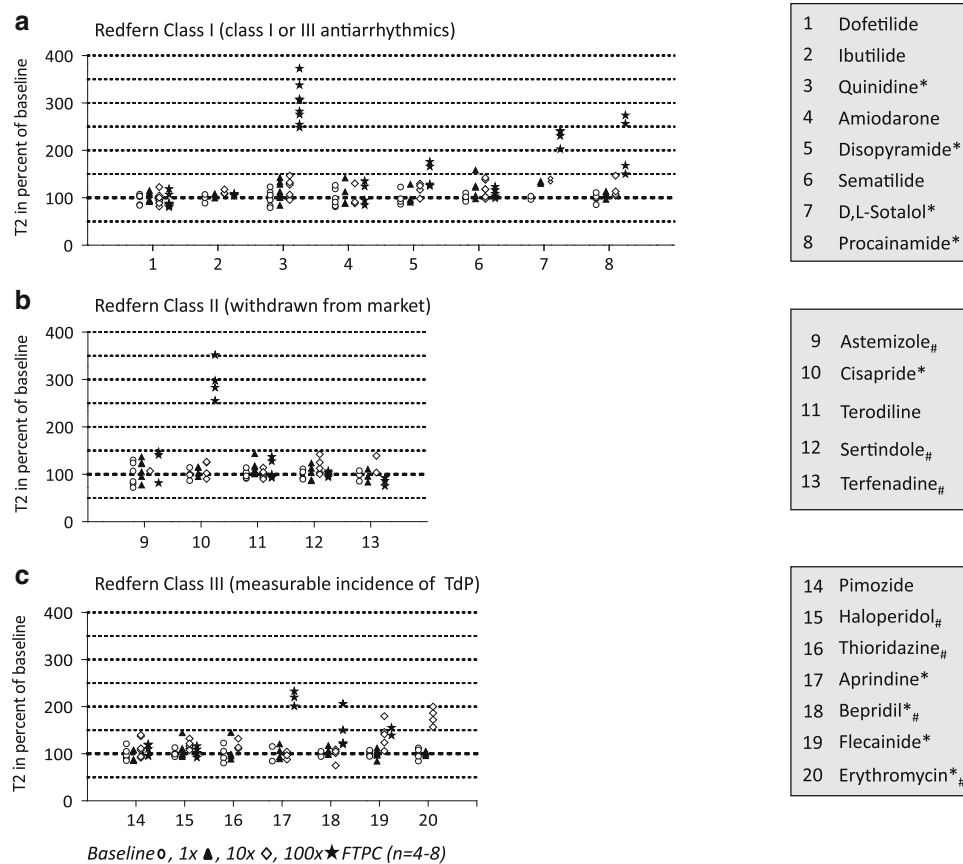 a Redfern Class I (class I or III antiarrhythmics)
T2 in percent of baseline
400
300
200
100
0
1 2 3 4 5 6 7 8
1 Dofetilide
2 Ibutilide
3 Quinidine*
4 Amiodarone
5 Disopyramide*
6 Sematilide
7 D,L-Sotalol*
8 Procainamide*
b Redfern Class II (withdrawn from market)
T2 in percent of baseline
400
300
200
100
0
9 10 11 12 13
9 Astemizole#
10 Cisapride*
11 Terodiline
12 Sertindole#
13 Terfenadine#
c Redfern Class III (measurable incidence of TdP)
T2 in percent of baseline
400
300
200
100
0
14 15 16 17 18 19 20
14 Pimozide
15 Haloperidol#
16 Thioridazine#
17 Aprindine*
18 Bepridil*#
19 Flecainide*
20 Erythromycin*#
Baseline o, 1x ▲, 10x ◇, 100x ★ FTPC (n=4-8)